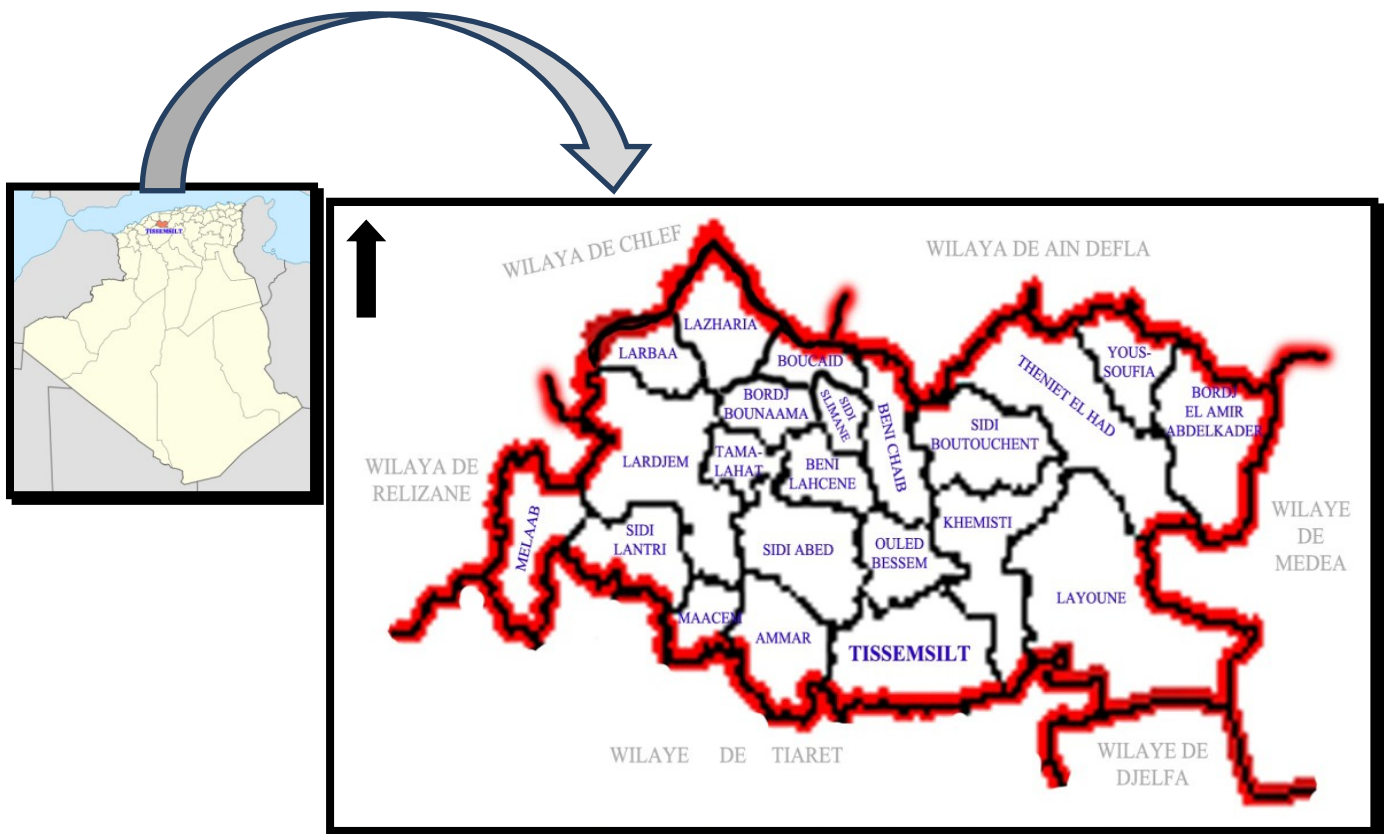 TISSEMSILT
WILAYA DE CHLEF
WILAYA DE AIN DEFLA
LAZHARIA
LARBAA
BOUCAID
YOUS-
SOUFIA
THENIET EL HAD
BORDJ
EL AMIR
ABDELKADER
BORDJ
BOUNAAMA
SIDI
SLIMANE
BENI CHAIB
SIDI
BOUTOUCHENT
WILAYA DE
RELIZANE
LARDJEM
TAMA-
LAHAT
BENI
LAHCENE
MELAAB
SIDI
LANTRI
SIDI ABED
OULED
BESSEM
KHEMISTI
WILAYE
DE
MEDEA
LAYOUNE
MAACEM
AMMAR
TISSEMSILT
WILAYE DE TIARET
WILAYE DE
DJELFA